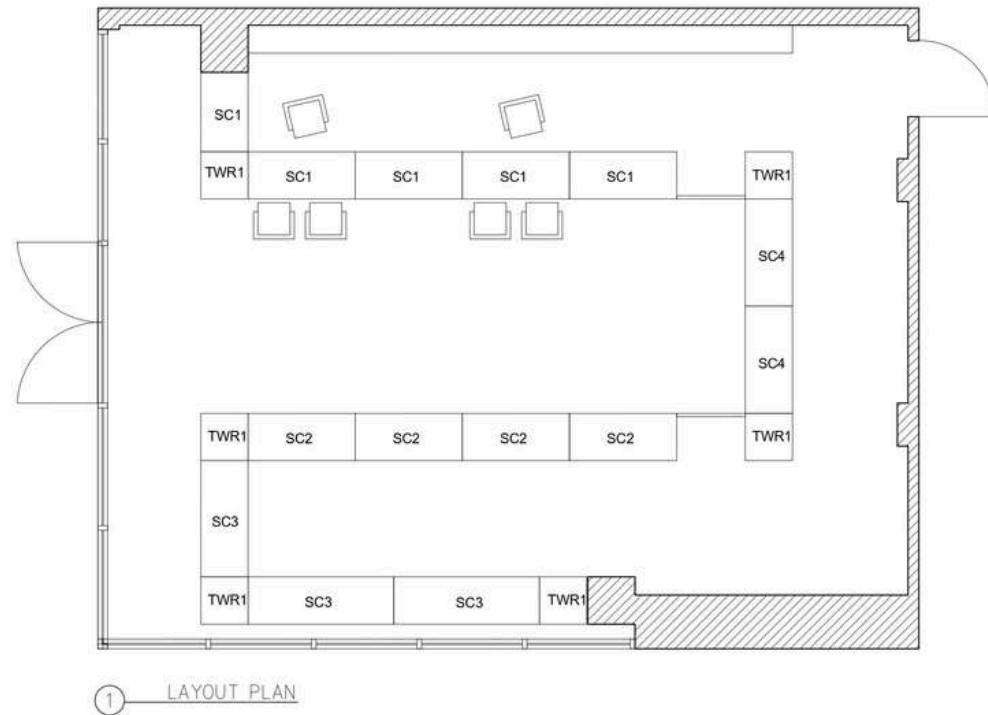 SC1
TWR1 SC1 SC1 SC1 SC1 TWR1
SC4
SC4
TWR1 SC2 SC2 SC2 SC2 TWR1
SC3
TWR1 SC3 SC3 TWR1
1 LAYOUT PLAN